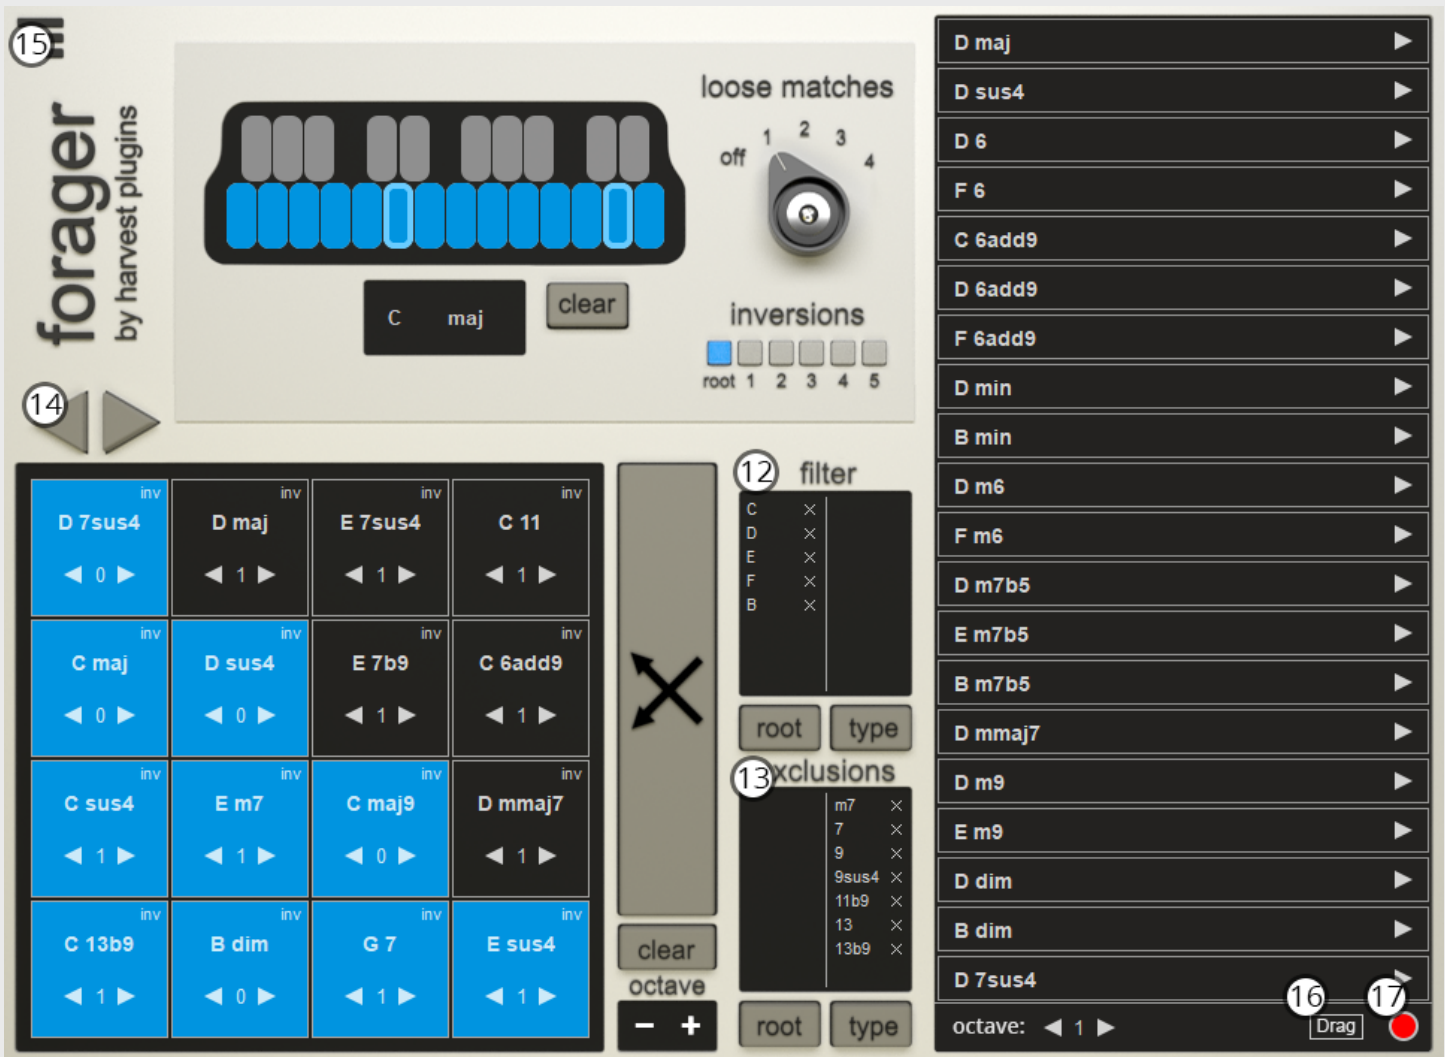 15
forager
by harvest plugins
loose matches
off 1 2 3 4
C maj
clear
inversions
root 1 2 3 4 5
14
D 7sus4 inv 0
D maj inv 1
E 7sus4 inv 1
C 11 inv 1
C maj inv 0
D sus4 inv 0
E 7b9 inv 1
C 6add9 inv 1
C sus4 inv 1
E m7 inv 1
C maj9 inv 0
D mmaj7 inv 1
C 13b9 inv 1
B dim inv 0
G 7 inv 1
E sus4 inv 1
clear
octave
− +
12 filter
C ×
D ×
E ×
F ×
B ×
root type
13 xclusions
m7 ×
7 ×
9 ×
9sus4 ×
11b9 ×
13 ×
13b9 ×
root type
D maj
D sus4
D 6
F 6
C 6add9
D 6add9
F 6add9
D min
B min
D m6
F m6
D m7b5
E m7b5
B m7b5
D mmaj7
D m9
E m9
D dim
B dim
D 7sus4
16 17
octave: 1 Drag